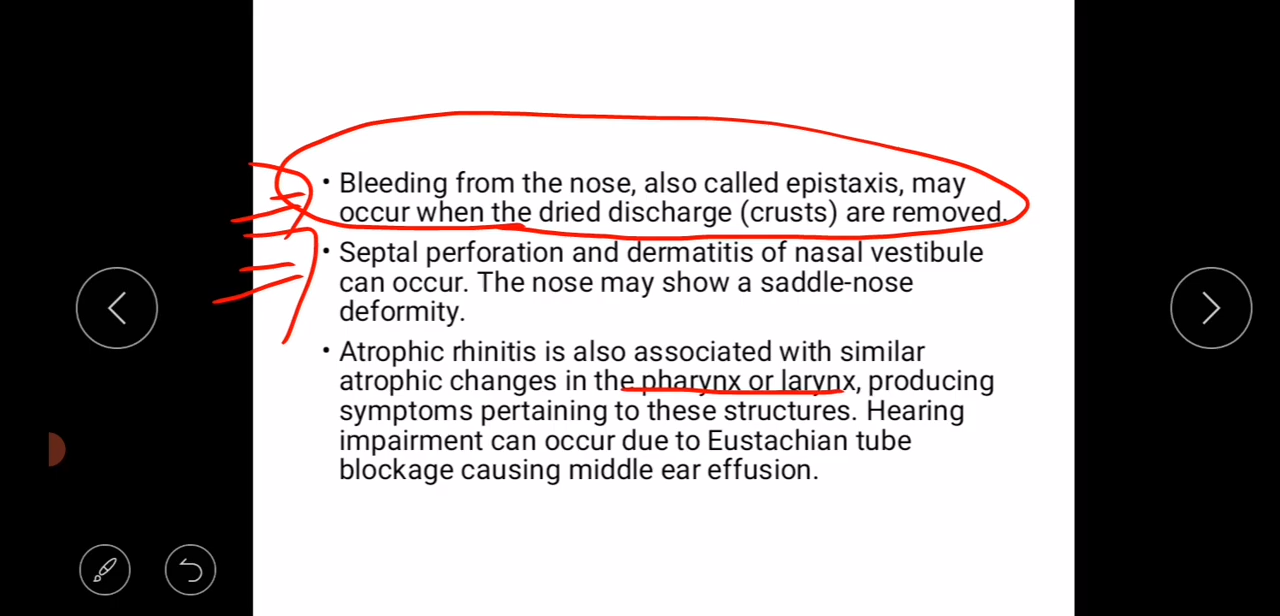 • Bleeding from the nose, also called epistaxis, may
occur when the dried discharge (crusts) are removed.
• Septal perforation and dermatitis of nasal vestibule
can occur. The nose may show a saddle-nose
deformity.
• Atrophic rhinitis is also associated with similar
atrophic changes in the pharynx or larynx, producing
symptoms pertaining to these structures. Hearing
impairment can occur due to Eustachian tube
blockage causing middle ear effusion.